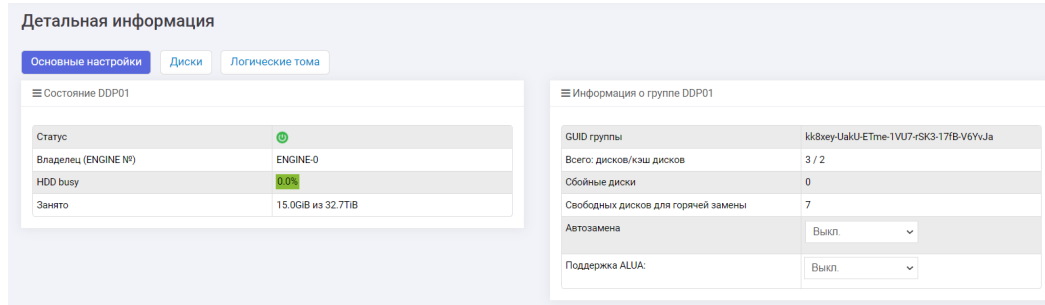 Детальная информация
Основные настройки Диски Логические тома
Состояние DDP01
Статус
Владелец (ENGINE №) ENGINE-0
HDD busy 0.0%
Занято 15.0GiB из 32.7TiB
Информация о группе DDP01
GUID группы kk8xey-UakU-ETme-1VU7-rSK3-17fB-V6YvJa
Всего: дисков/кэш дисков 3 / 2
Сбойные диски 0
Свободных дисков для горячей замены 7
Автозамена Выкл.
Поддержка ALUA: Выкл.